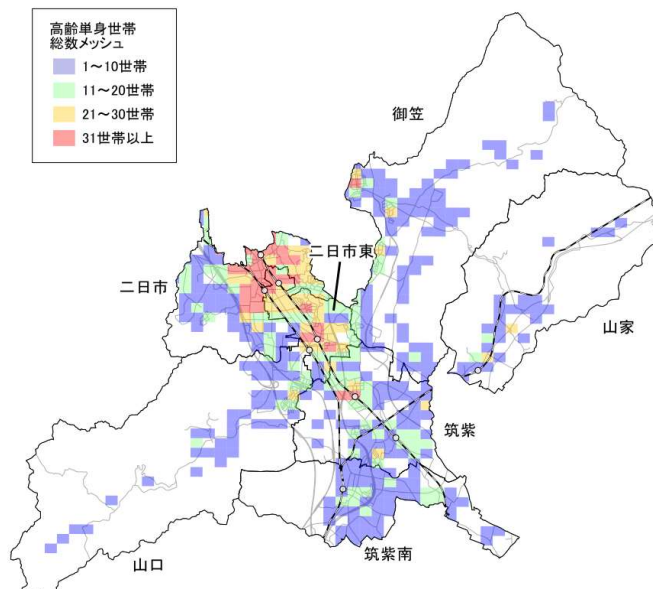 高齢単身世帯
総数メッシュ
1～10世帯
11～20世帯
21～30世帯
31世帯以上
御笠
二日市東
二日市
山家
筑紫
筑紫南
山口